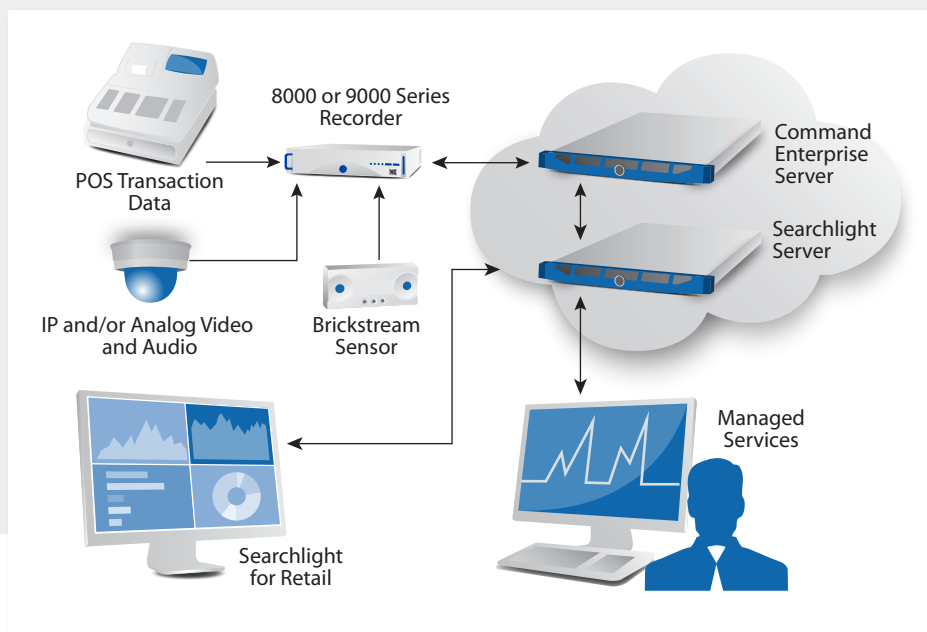 8000 or 9000 Series
Recorder
Command
Enterprise
Server
POS Transaction
Data
Searchlight
Server
IP and/or Analog Video
and Audio
Brickstream
Sensor
Managed
Services
Searchlight
for Retail